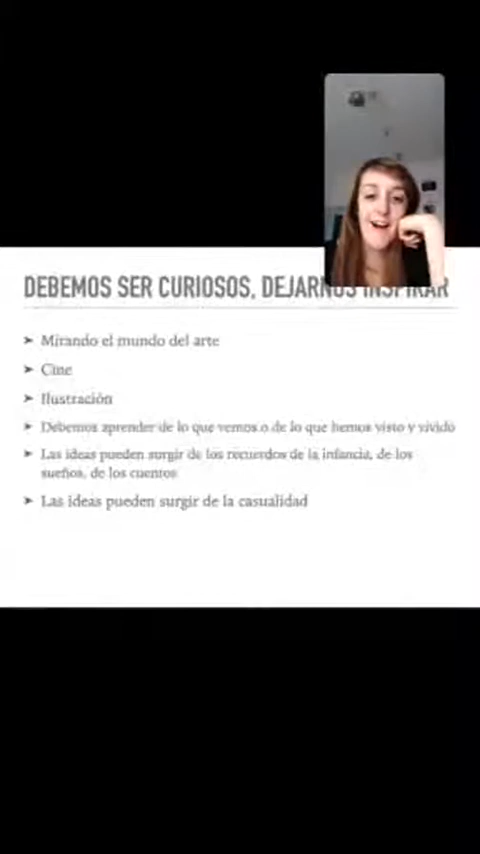 DEBEMOS SER CURIOSOS, DEJARNOS INSPIRAR
Mirando el mundo del arte
Cine
Ilustración
Debemos aprender de lo que vemos o de lo que hemos visto y vivido
Las ideas pueden surgir de los recuerdos de la infancia, de los
sueños, de los cuentos
Las ideas pueden surgir de la casualidad